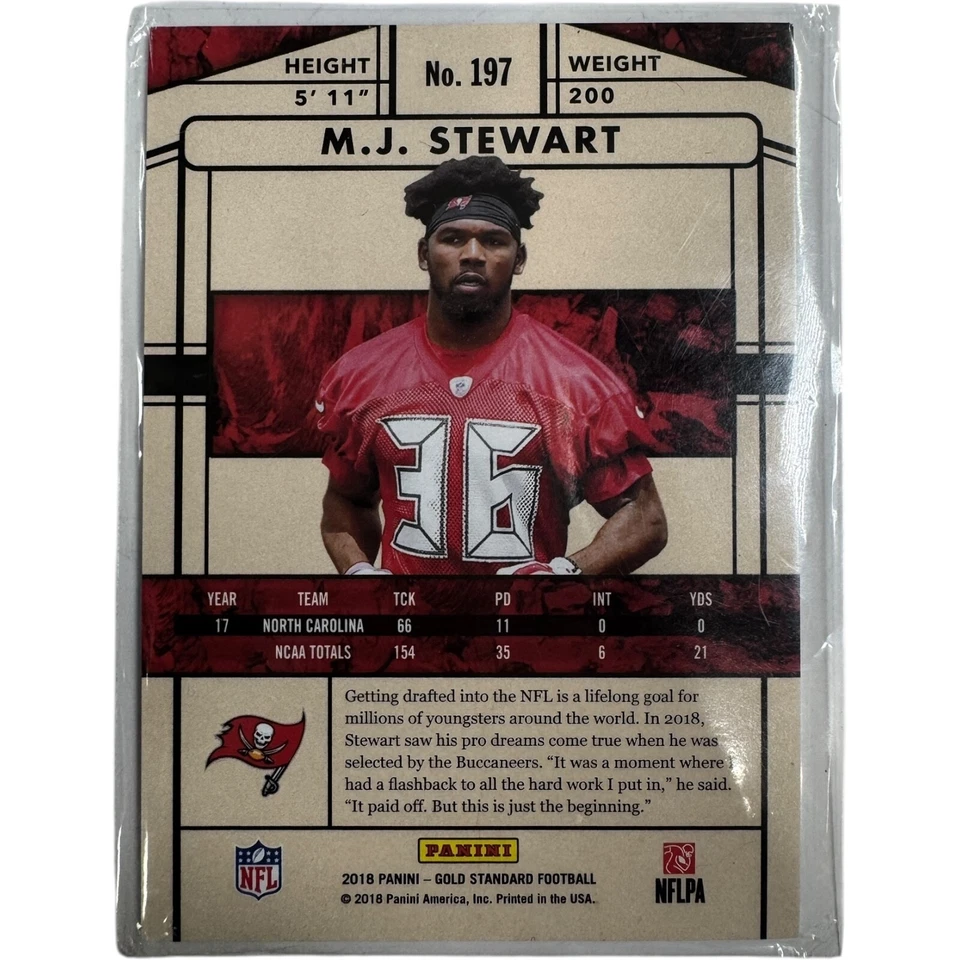 HEIGHT
5' 11"
No. 197
WEIGHT
200
M.J. STEWART
36
YEAR TEAM TCK PD INT YDS
17 NORTH CAROLINA 66 11 0 0
NCAA TOTALS 154 35 6 21
Getting drafted into the NFL is a lifelong goal for
millions of youngsters around the world. In 2018,
Stewart saw his pro dreams come true when he was
selected by the Buccaneers. “It was a moment where I
had a flashback to all the hard work I put in,” he said.
“It paid off. But this is just the beginning.”
NFL
PANINI
2018 PANINI – GOLD STANDARD FOOTBALL
© 2018 Panini America, Inc. Printed in the USA.
NFLPA